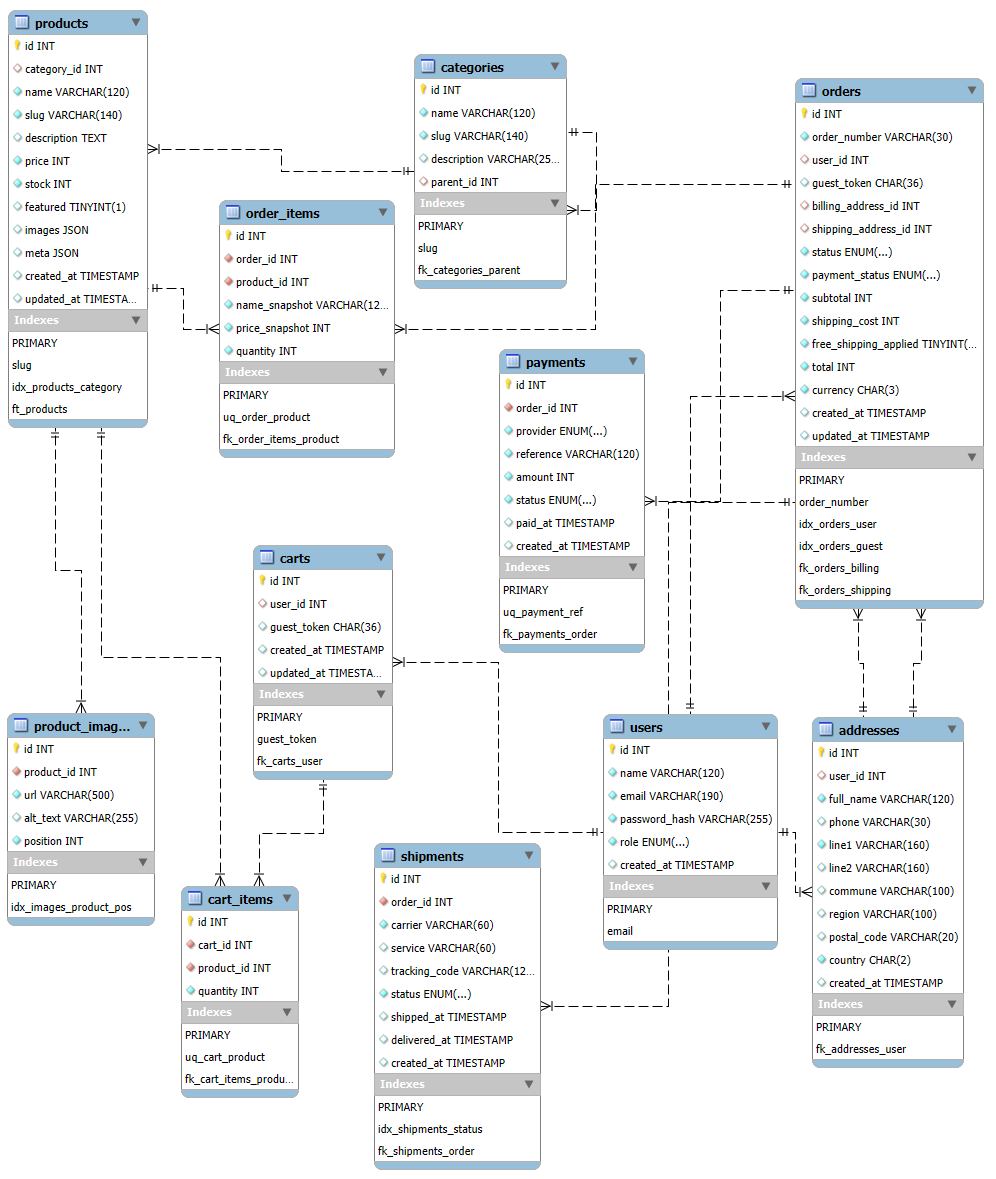 products
id INT
category_id INT
name VARCHAR(120)
slug VARCHAR(140)
description TEXT
price INT
stock INT
featured TINYINT(1)
images JSON
meta JSON
created_at TIMESTAMP
updated_at TIMESTA...
Indexes
PRIMARY
slug
idx_products_category
ft_products
categories
id INT
name VARCHAR(120)
slug VARCHAR(140)
description VARCHAR(25...
parent_id INT
Indexes
PRIMARY
slug
fk_categories_parent
orders
id INT
order_number VARCHAR(30)
user_id INT
guest_token CHAR(36)
billing_address_id INT
shipping_address_id INT
status ENUM(...)
payment_status ENUM(...)
subtotal INT
shipping_cost INT
free_shipping_applied TINYINT(...
total INT
currency CHAR(3)
created_at TIMESTAMP
updated_at TIMESTAMP
Indexes
PRIMARY
order_number
idx_orders_user
idx_orders_guest
fk_orders_billing
fk_orders_shipping
order_items
id INT
order_id INT
product_id INT
name_snapshot VARCHAR(12...
price_snapshot INT
quantity INT
Indexes
PRIMARY
uq_order_product
fk_order_items_product
payments
id INT
order_id INT
provider ENUM(...)
reference VARCHAR(120)
amount INT
status ENUM(...)
paid_at TIMESTAMP
created_at TIMESTAMP
Indexes
PRIMARY
uq_payment_ref
fk_payments_order
carts
id INT
user_id INT
guest_token CHAR(36)
created_at TIMESTAMP
updated_at TIMESTA...
Indexes
PRIMARY
guest_token
fk_carts_user
product_imag...
id INT
product_id INT
url VARCHAR(500)
alt_text VARCHAR(255)
position INT
Indexes
PRIMARY
idx_images_product_pos
users
id INT
name VARCHAR(120)
email VARCHAR(190)
password_hash VARCHAR(255)
role ENUM(...)
created_at TIMESTAMP
Indexes
PRIMARY
email
addresses
id INT
user_id INT
full_name VARCHAR(120)
phone VARCHAR(30)
line1 VARCHAR(160)
line2 VARCHAR(160)
commune VARCHAR(100)
region VARCHAR(100)
postal_code VARCHAR(20)
country CHAR(2)
created_at TIMESTAMP
Indexes
PRIMARY
fk_addresses_user
shipments
id INT
order_id INT
carrier VARCHAR(60)
service VARCHAR(60)
tracking_code VARCHAR(12...
status ENUM(...)
shipped_at TIMESTAMP
delivered_at TIMESTAMP
created_at TIMESTAMP
Indexes
PRIMARY
idx_shipments_status
fk_shipments_order
cart_items
id INT
cart_id INT
product_id INT
quantity INT
Indexes
PRIMARY
uq_cart_product
fk_cart_items_produ...